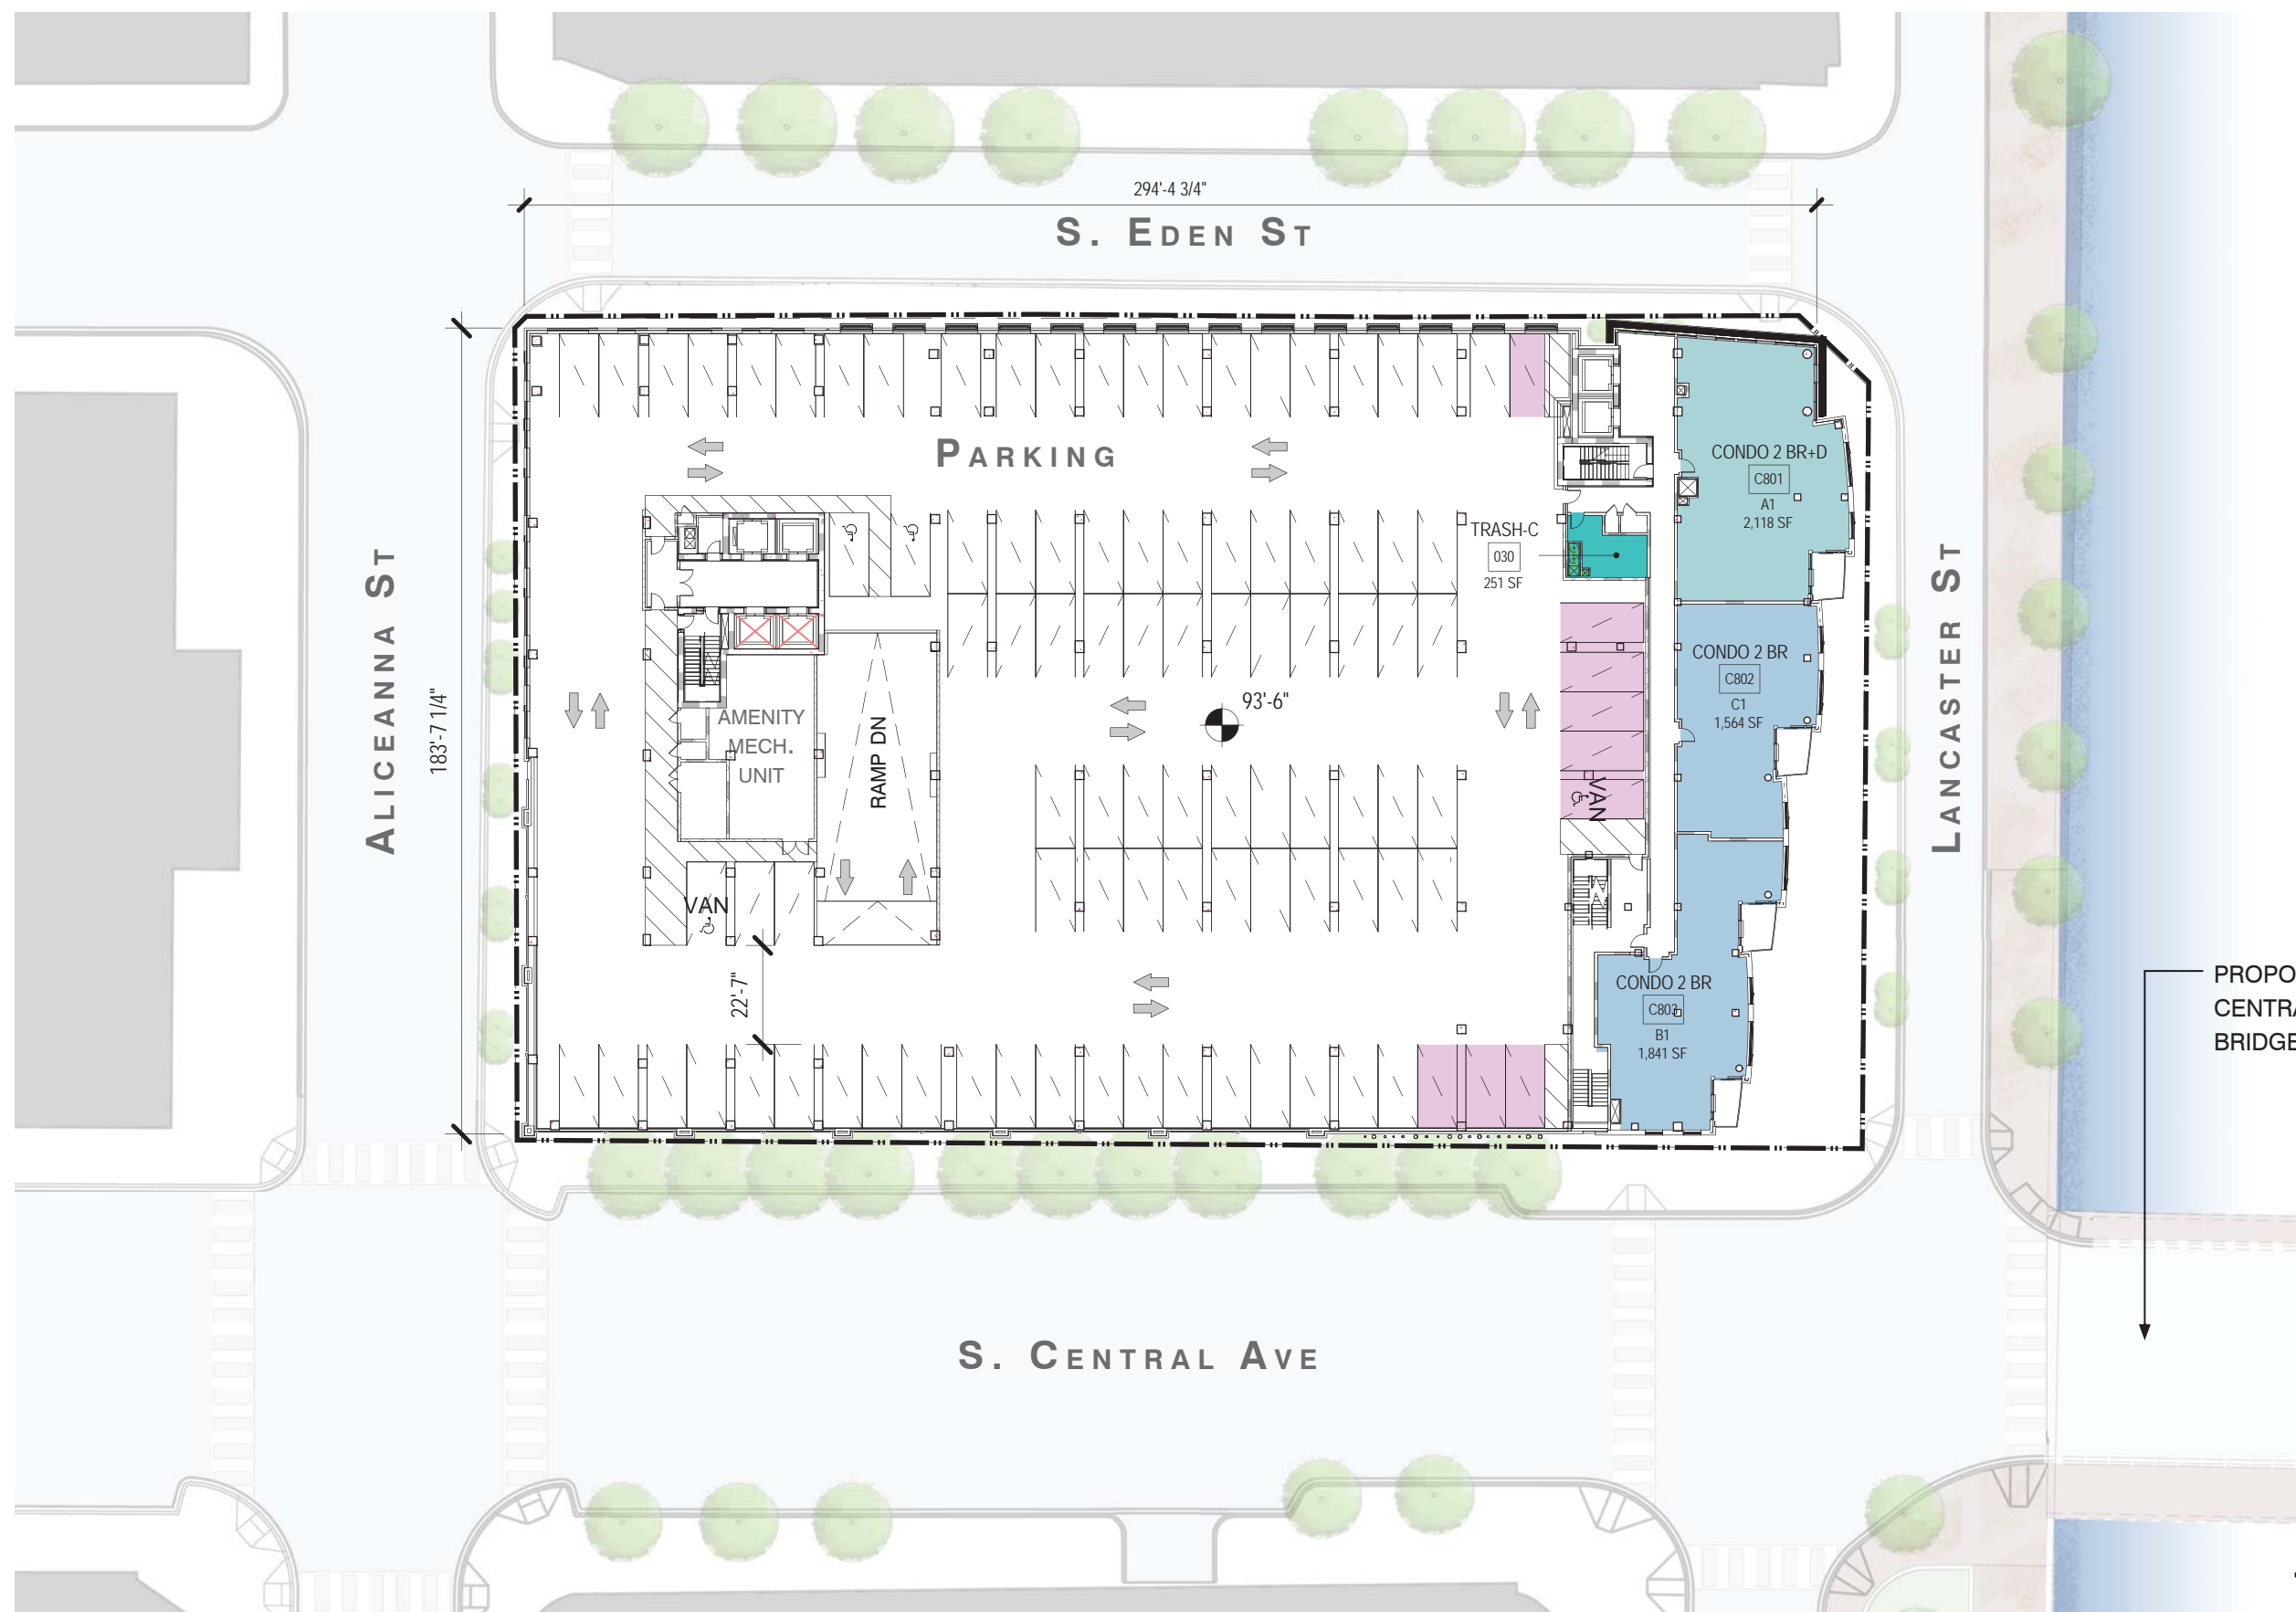 294'-4 3/4"
S. EDEN ST
PARKING
CONDO 2 BR+D
C801
A1
2,118 SF
TRASH-C
030
251 SF
ALICEANNA ST
LANCASTER ST
183'-7 1/4"
CONDO 2 BR
C802
C1
1,564 SF
93'-6"
AMENITY
MECH.
UNIT
RAMP DN
VAN
VAN
22'-7"
CONDO 2 BR
C803
B1
1,841 SF
PROPO
CENTRA
BRIDGE
S. CENTRAL AVE